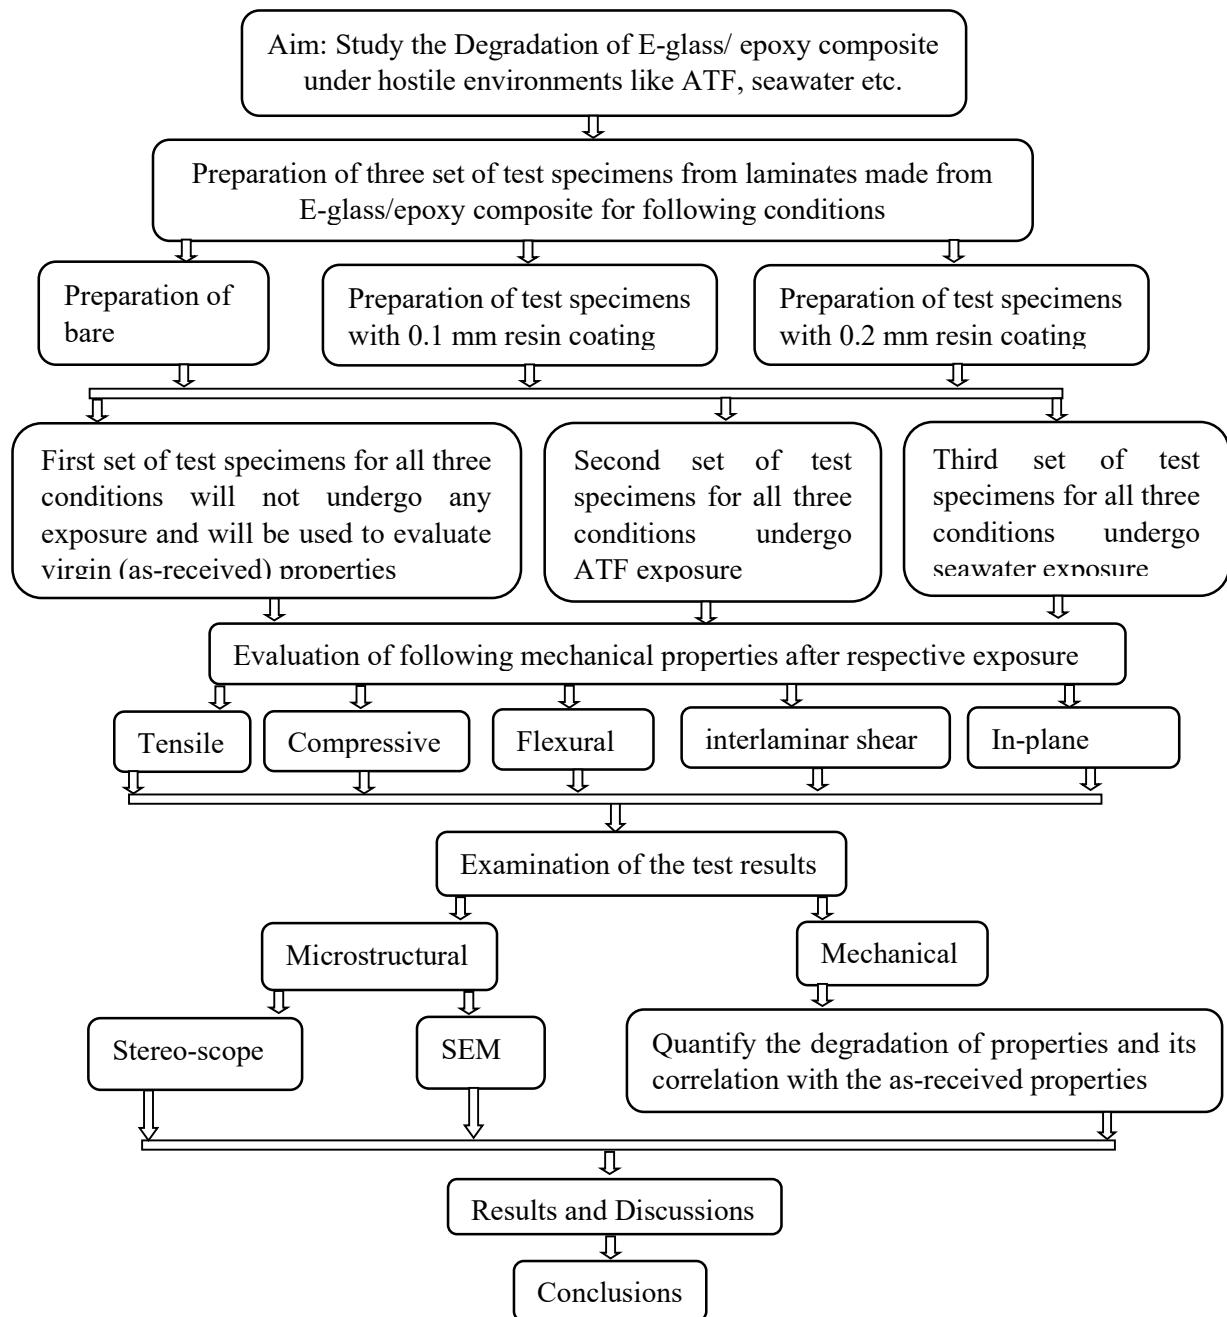 Aim: Study the Degradation of E-glass/ epoxy composite
under hostile environments like ATF, seawater etc.
Preparation of three set of test specimens from laminates made from
E-glass/epoxy composite for following conditions
Preparation of
bare
Preparation of test specimens
with 0.1 mm resin coating
Preparation of test specimens
with 0.2 mm resin coating
First set of test specimens for all three
conditions will not undergo any
exposure and will be used to evaluate
virgin (as-received) properties
Second set of test
specimens for all three
conditions undergo
ATF exposure
Third set of test
specimens for all three
conditions undergo
seawater exposure
Evaluation of following mechanical properties after respective exposure
Tensile
Compressive
Flexural
interlaminar shear
In-plane
Examination of the test results
Microstructural
Mechanical
Stereo-scope
SEM
Quantify the degradation of properties and its
correlation with the as-received properties
Results and Discussions
Conclusions